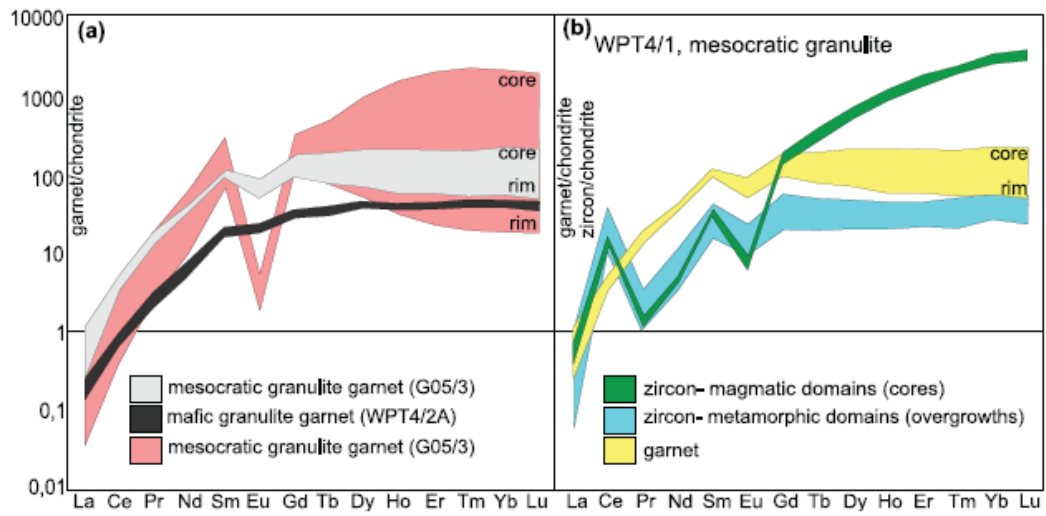 (a)
10000
1000
100
10
1
0,1
0,01
garnet/chondrite
core
core
rim
rim
mesocratic granulite garnet (G05/3)
mafic granulite garnet (WPT4/2A)
mesocratic granulite garnet (G05/3)
La Ce Pr Nd Sm Eu Gd Tb Dy Ho Er Tm Yb Lu
(b)
WPT4/1, mesocratic granulite
garnet/chondrite
zircon/chondrite
core
rim
zircon- magmatic domains (cores)
zircon- metamorphic domains (overgrowths)
garnet
La Ce Pr Nd Sm Eu Gd Tb Dy Ho Er Tm Yb Lu